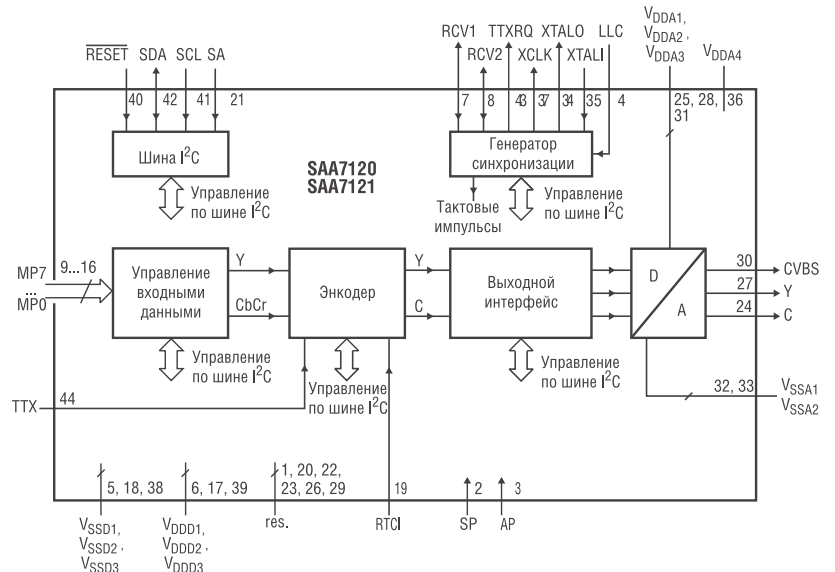 RCV1 TTXRQ XTALO LLC
RCV2 XCLK XTALI
VDDA1,
VDDA2,
VDDA3
VDDA4
RESET SDA SCL SA
40 42 41 21
7 8 43 37 34 35 4
25, 28, 36
31
Шина I²C
SAA7120
SAA7121
Генератор
синхронизации
Управление
по шине I²C
Тактовые
импульсы
Управление
по шине I²C
MP7
...
MP0
9...16
Управление
входными
данными
Y
CbCr
Энкодер
Y
C
Выходной
интерфейс
D
A
30 CVBS
27 Y
24 C
Управление
по шине I²C
Управление
по шине I²C
Управление
по шине I²C
32, 33
VSSA1
VSSA2
TTX 44
5, 18, 38
6, 17, 39
1, 20, 22,
23, 26, 29
19
2
3
VSSD1,
VSSD2,
VSSD3
VDDD1,
VDDD2,
VDDD3
res.
RTCI
SP
AP